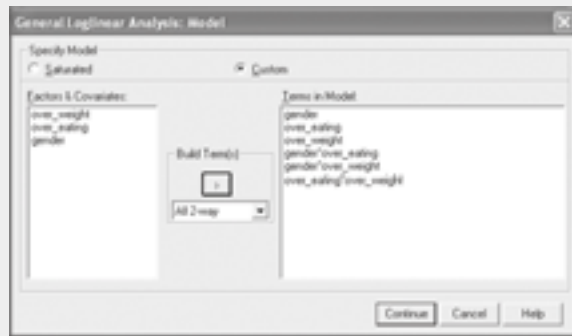 General Loglinear Analysis: Model
Specify Model
Saturated
Custom
Factors & Covariates:
over_weight
over_eating
gender
Build Term(s)
All 2-way
Terms in Model:
gender
over_eating
over_weight
gender*over_eating
gender*over_weight
over_eating*over_weight
Continue
Cancel
Help